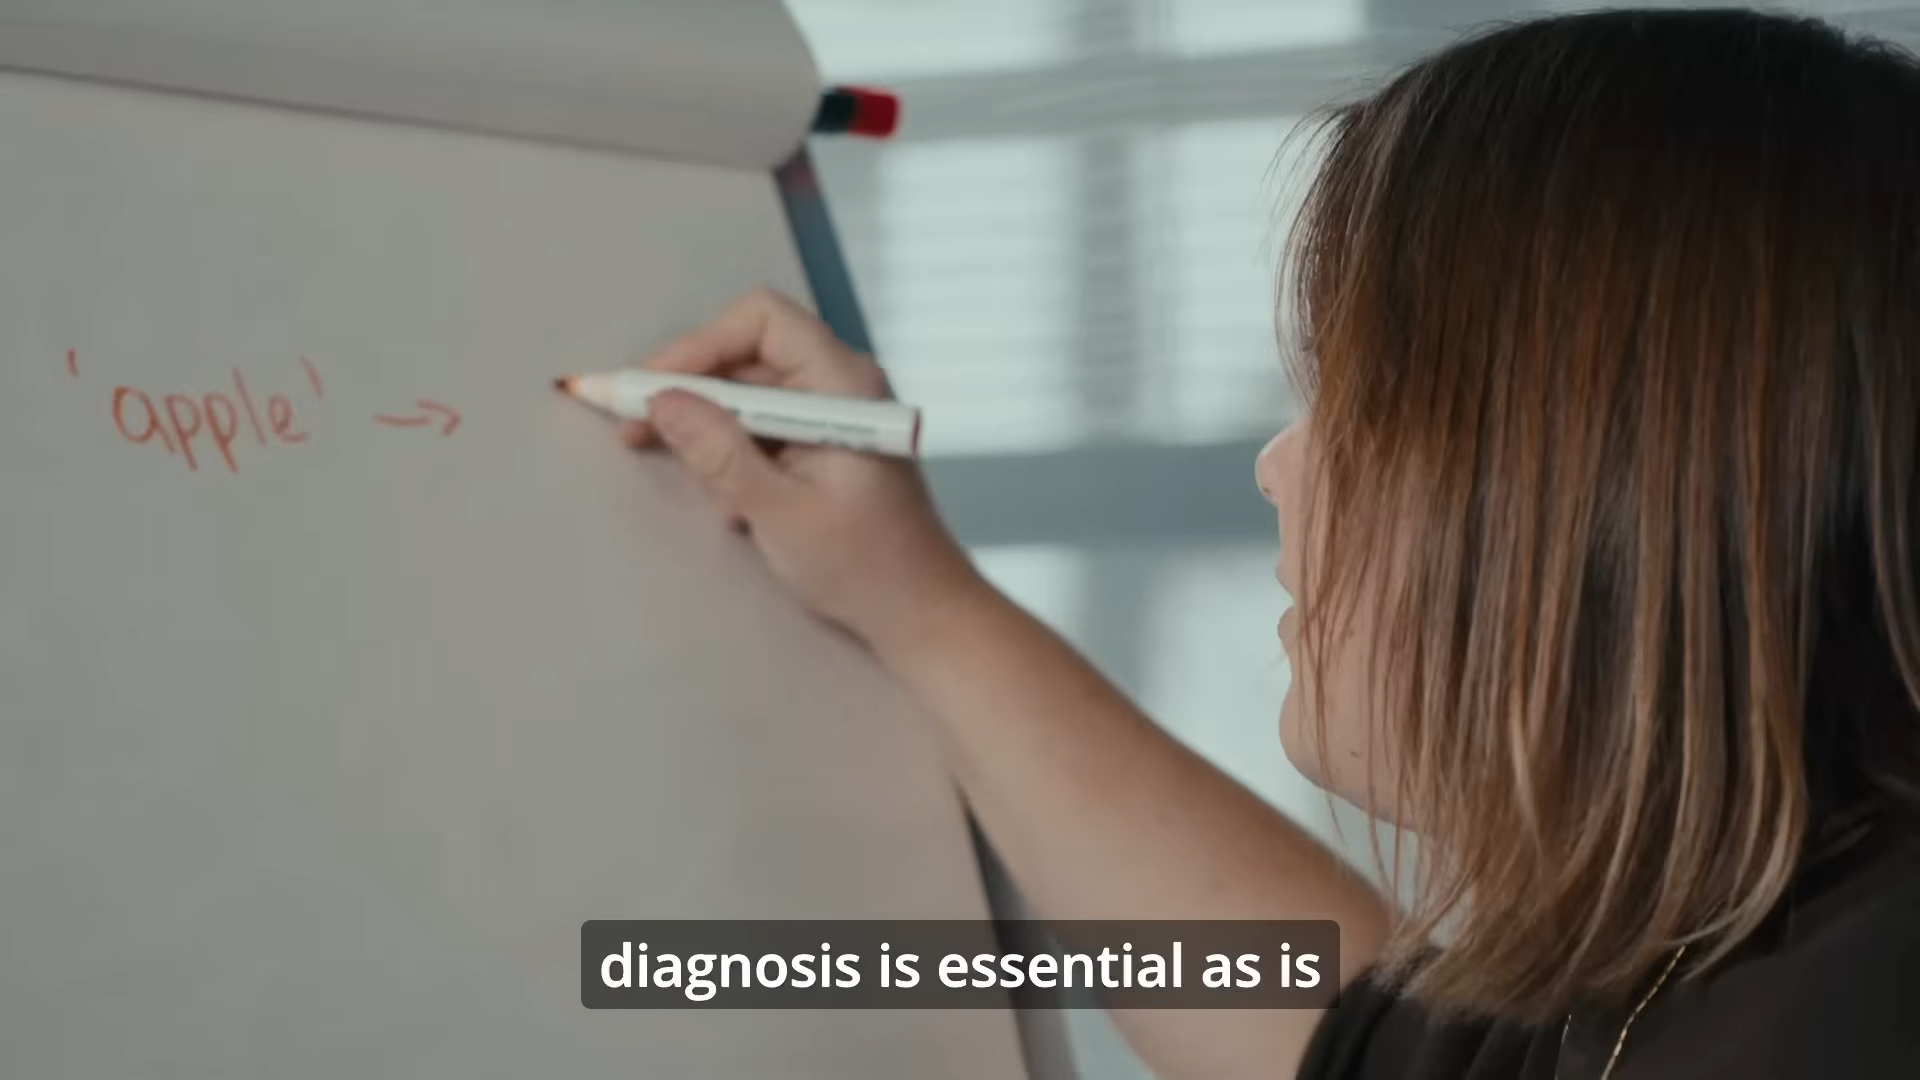 'apple' →
diagnosis is essential as is